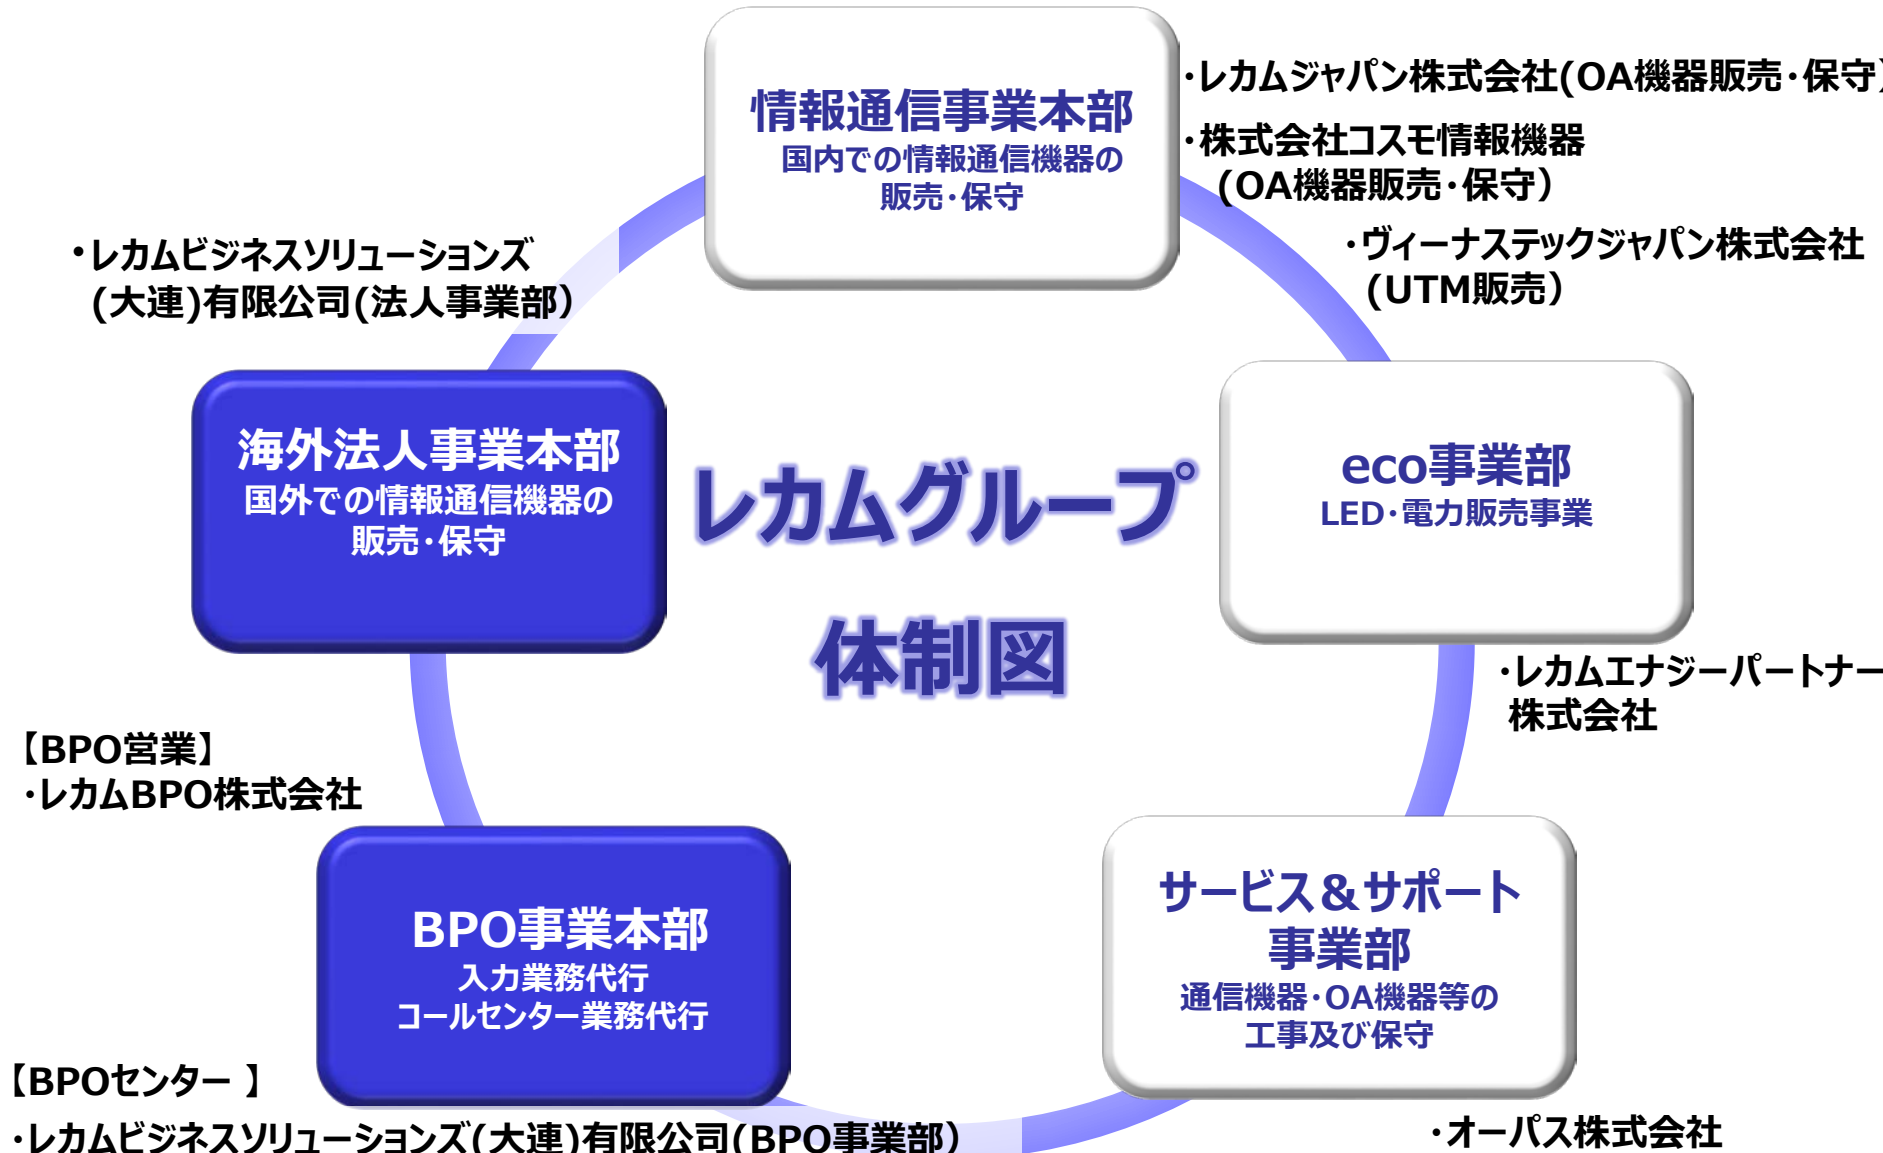 情報通信事業本部
国内での情報通信機器の
販売・保守
・レカムジャパン株式会社(OA機器販売・保守)
・株式会社コスモ情報機器
(OA機器販売・保守）
・ヴィーナステックジャパン株式会社
(UTM販売）
・レカムビジネスソリューションズ
(大連)有限公司(法人事業部）
海外法人事業本部
国外での情報通信機器の
販売・保守
レカムグループ
体制図
eco事業部
LED・電力販売事業
・レカムエナジーパートナー
株式会社
【BPO営業】
・レカムBPO株式会社
BPO事業本部
入力業務代行
コールセンター業務代行
サービス＆サポート
事業部
通信機器・OA機器等の
工事及び保守
【BPOセンター 】
・レカムビジネスソリューションズ(大連)有限公司(BPO事業部）
・オーパス株式会社